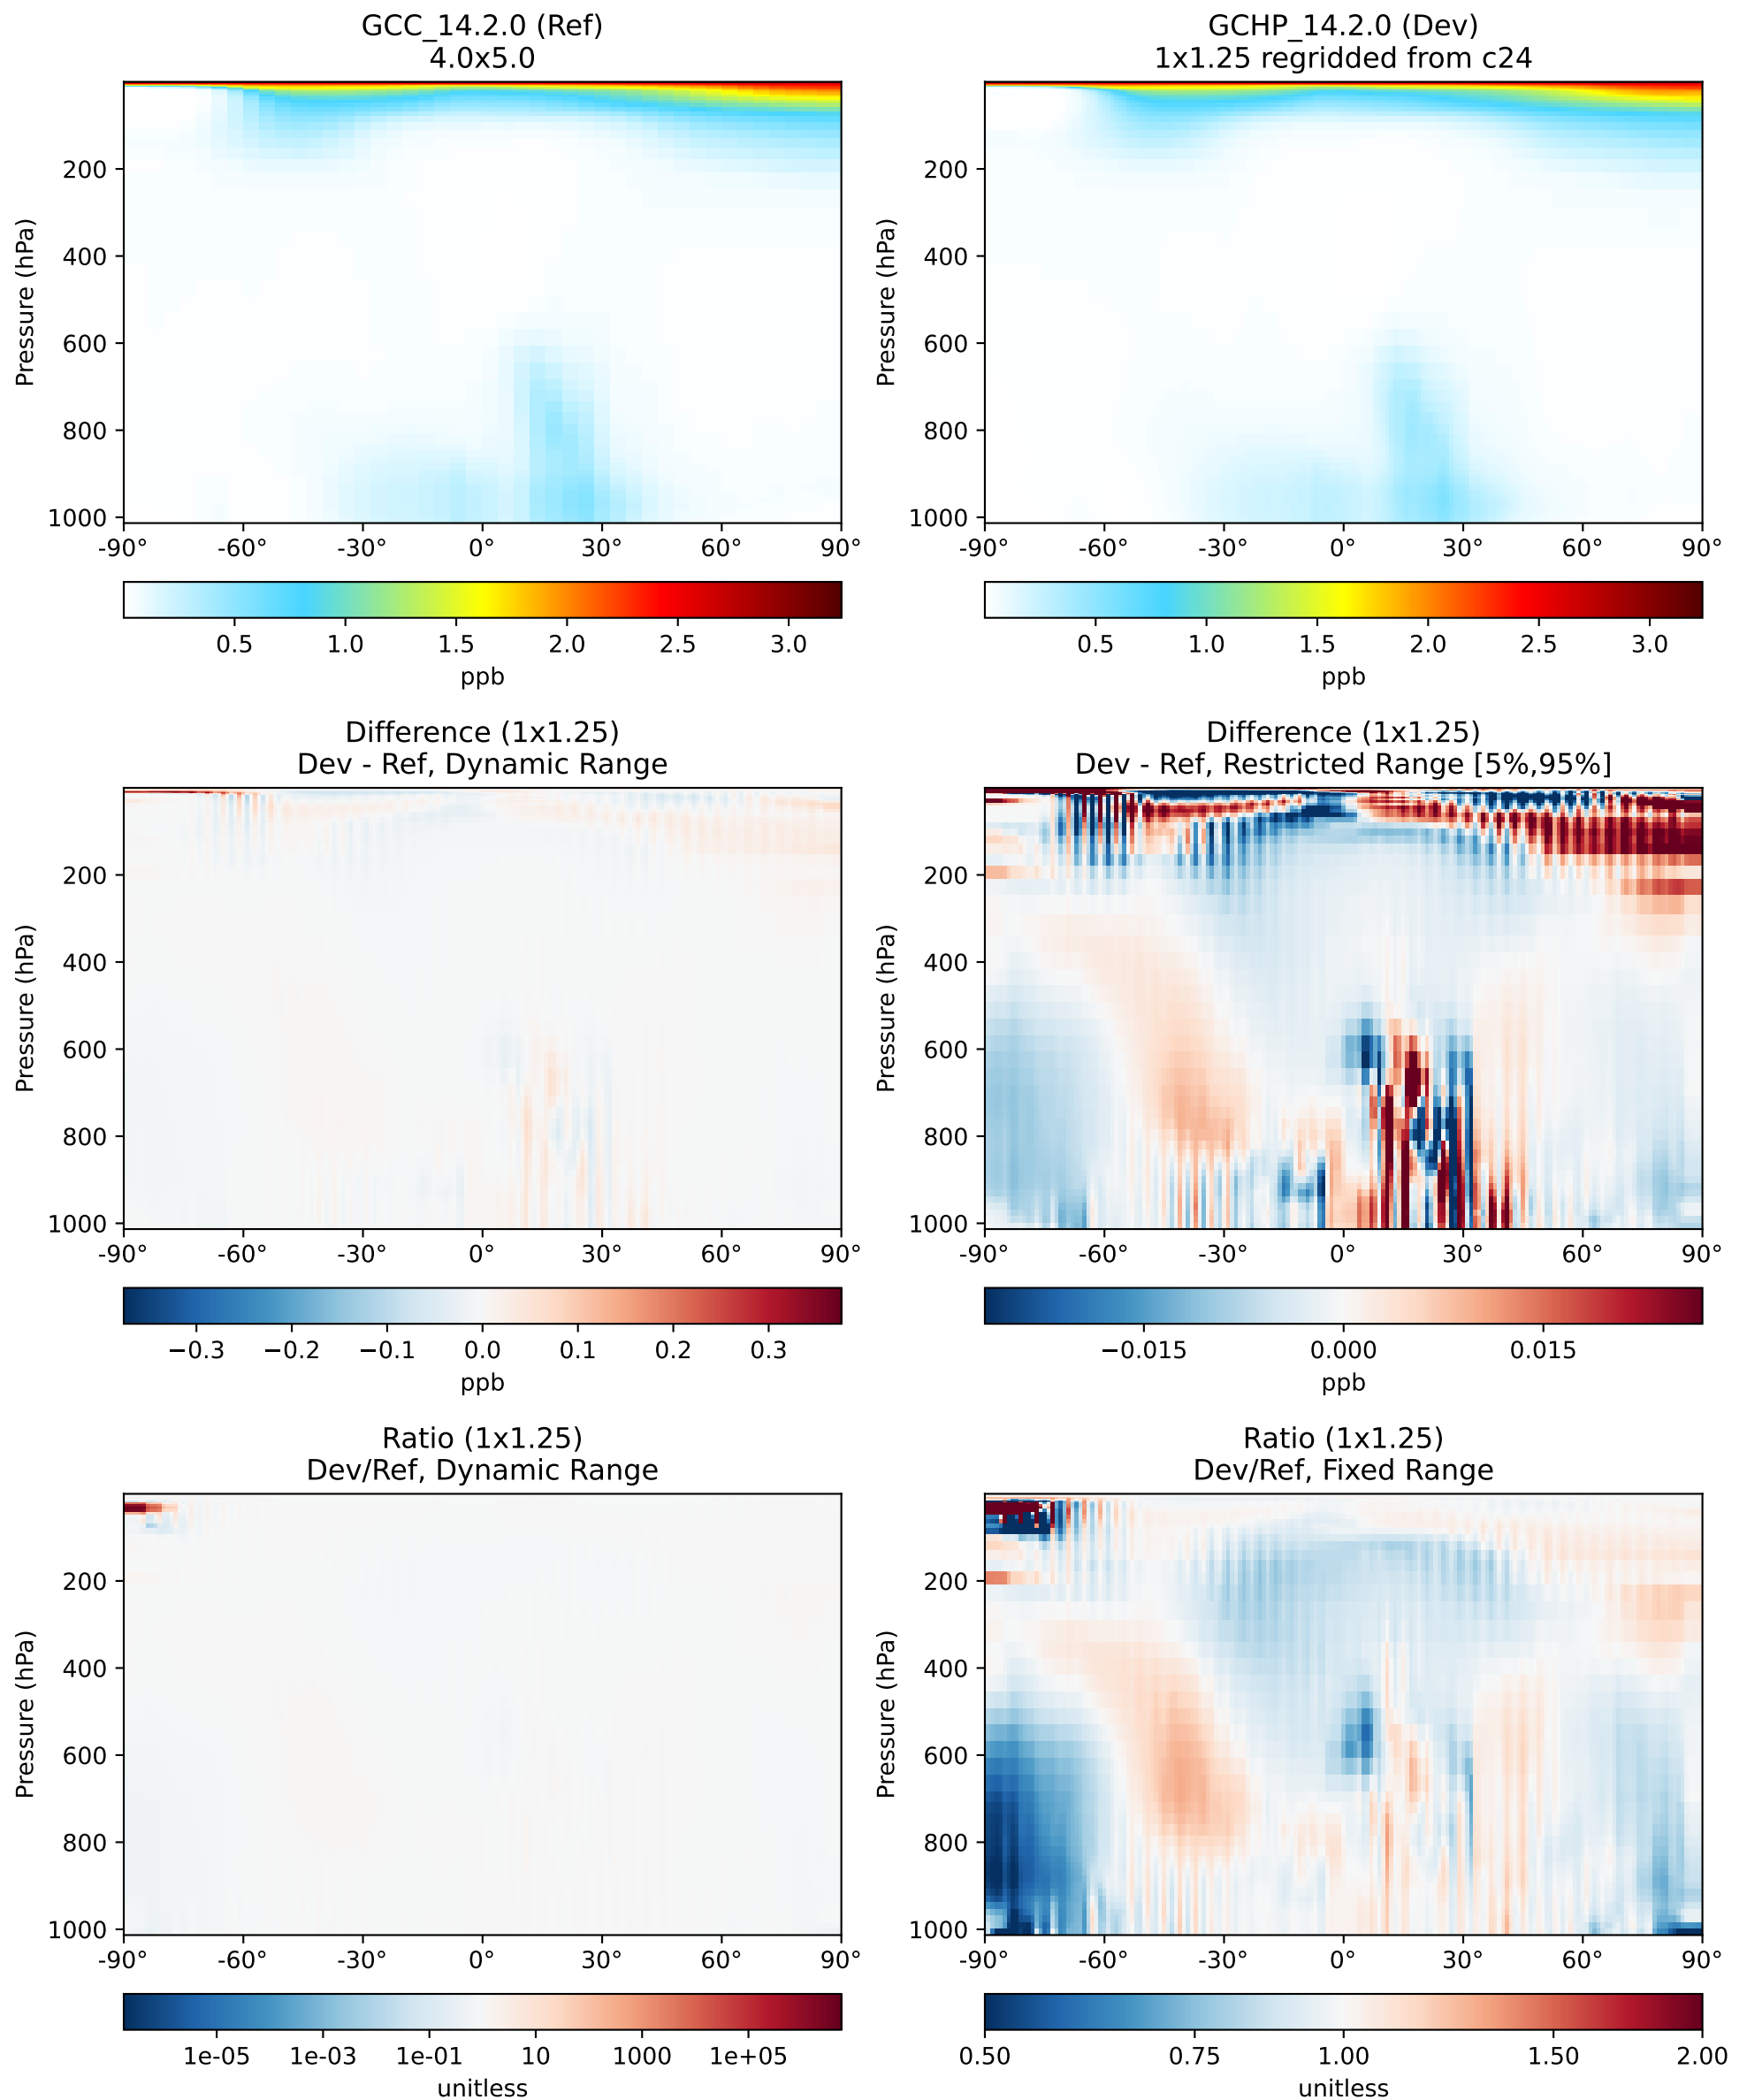 GCC_14.2.0 (Ref)
4.0x5.0
Pressure (hPa)
200
400
600
800
1000
-90° -60° -30° 0° 30° 60° 90°
0.5 1.0 1.5 2.0 2.5 3.0
ppb
GCHP_14.2.0 (Dev)
1x1.25 regridded from c24
Pressure (hPa)
200
400
600
800
1000
-90° -60° -30° 0° 30° 60° 90°
0.5 1.0 1.5 2.0 2.5 3.0
ppb
Difference (1x1.25)
Dev - Ref, Dynamic Range
Pressure (hPa)
200
400
600
800
1000
-90° -60° -30° 0° 30° 60° 90°
−0.3 −0.2 −0.1 0.0 0.1 0.2 0.3
ppb
Difference (1x1.25)
Dev - Ref, Restricted Range [5%,95%]
Pressure (hPa)
200
400
600
800
1000
-90° -60° -30° 0° 30° 60° 90°
−0.015 0.000 0.015
ppb
Ratio (1x1.25)
Dev/Ref, Dynamic Range
Pressure (hPa)
200
400
600
800
1000
-90° -60° -30° 0° 30° 60° 90°
1e-05 1e-03 1e-01 10 1000 1e+05
unitless
Ratio (1x1.25)
Dev/Ref, Fixed Range
Pressure (hPa)
200
400
600
800
1000
-90° -60° -30° 0° 30° 60° 90°
0.50 0.75 1.00 1.50 2.00
unitless